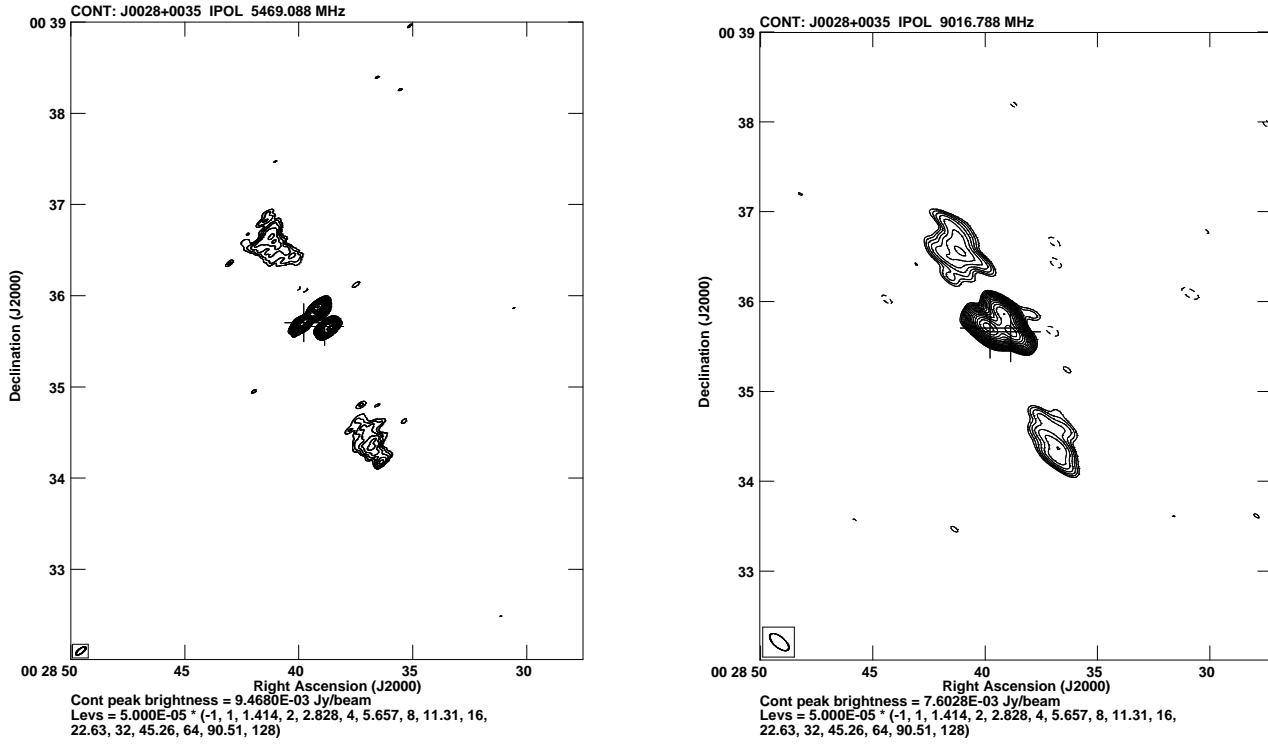 CONT: J0028+0035 IPOL 5469.088 MHz
00 39
38
37
36
35
34
33
Declination (J2000)
00 28 50
45
40
35
Right Ascension (J2000)
Cont peak brightness = 9.4680E-03 Jy/beam
Levs = 5.000E-05 * (-1, 1, 1.414, 2, 2.828, 4, 5.657, 8, 11.31, 16,
22.63, 32, 45.26, 64, 90.51, 128)
CONT: J0028+0035 IPOL 9016.788 MHz
00 39
38
37
36
35
34
33
Declination (J2000)
00 28 50
45
40
35
30
Right Ascension (J2000)
Cont peak brightness = 7.6028E-03 Jy/beam
Levs = 5.000E-05 * (-1, 1, 1.414, 2, 2.828, 4, 5.657, 8, 11.31, 16,
22.63, 32, 45.26, 64, 90.51, 128)